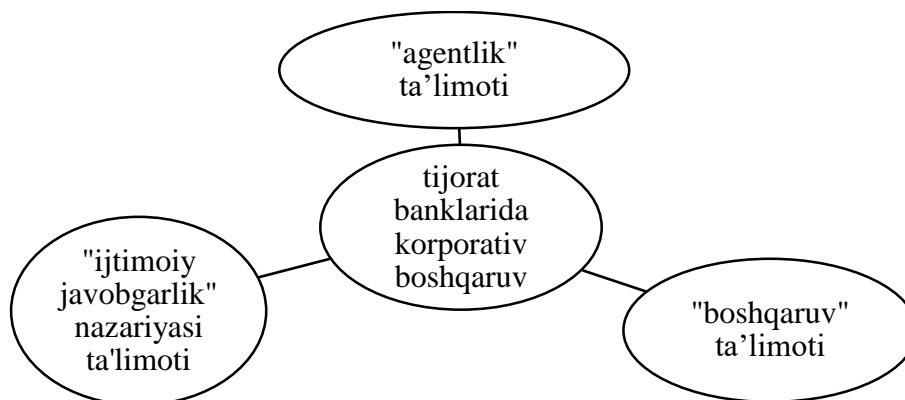 "agentlik"
ta’limoti
tijorat
banklarida
korporativ
boshqaruv
"ijtimoiy
javobgarlik"
nazariyasi
ta'limoti
"boshqaruv"
ta’limoti